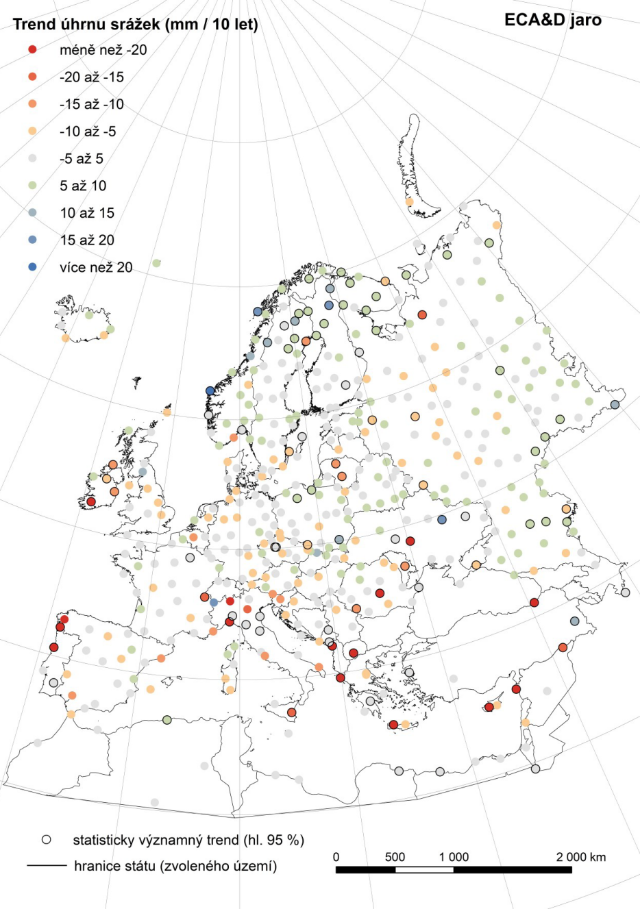 Trend úhrnu srážek (mm / 10 let)
ECA&D jaro
méně než -20
-20 až -15
-15 až -10
-10 až -5
-5 až 5
5 až 10
10 až 15
15 až 20
více než 20
statisticky významný trend (hl. 95 %)
hranice státu (zvoleného území)
0 500 1 000 2 000 km